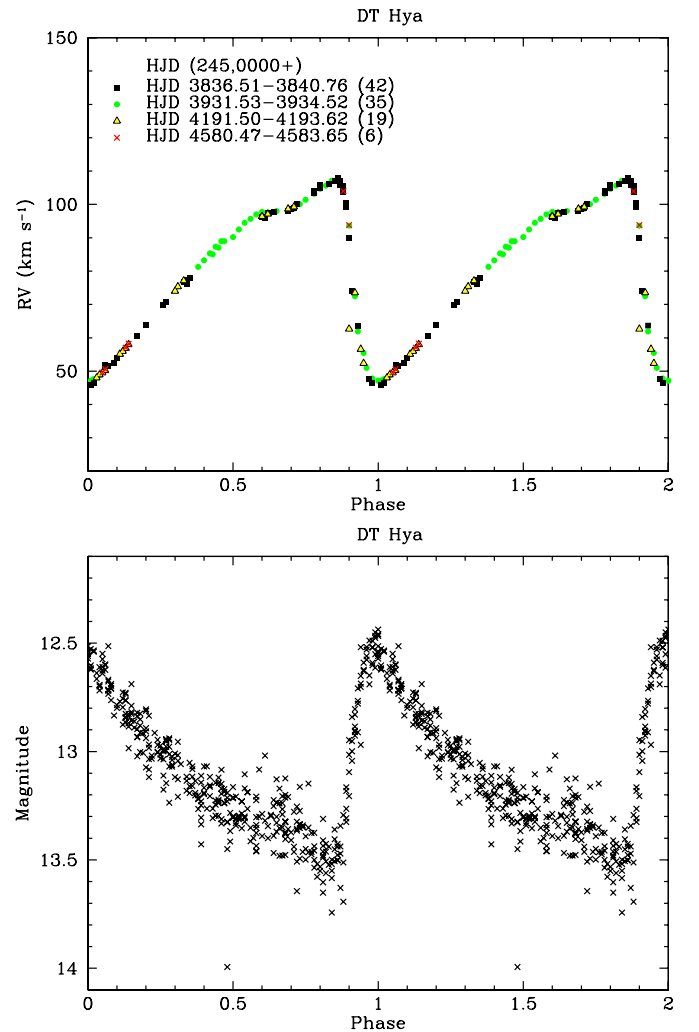 DT Hya
150
HJD (245,0000+)
HJD 3836.51−3840.76 (42)
HJD 3931.53−3934.52 (35)
HJD 4191.50−4193.62 (19)
HJD 4580.47−4583.65 (6)
100
RV (km s⁻¹)
50
0 0.5 1 1.5 2
Phase
DT Hya
12.5
13
Magnitude
13.5
14
0 0.5 1 1.5 2
Phase